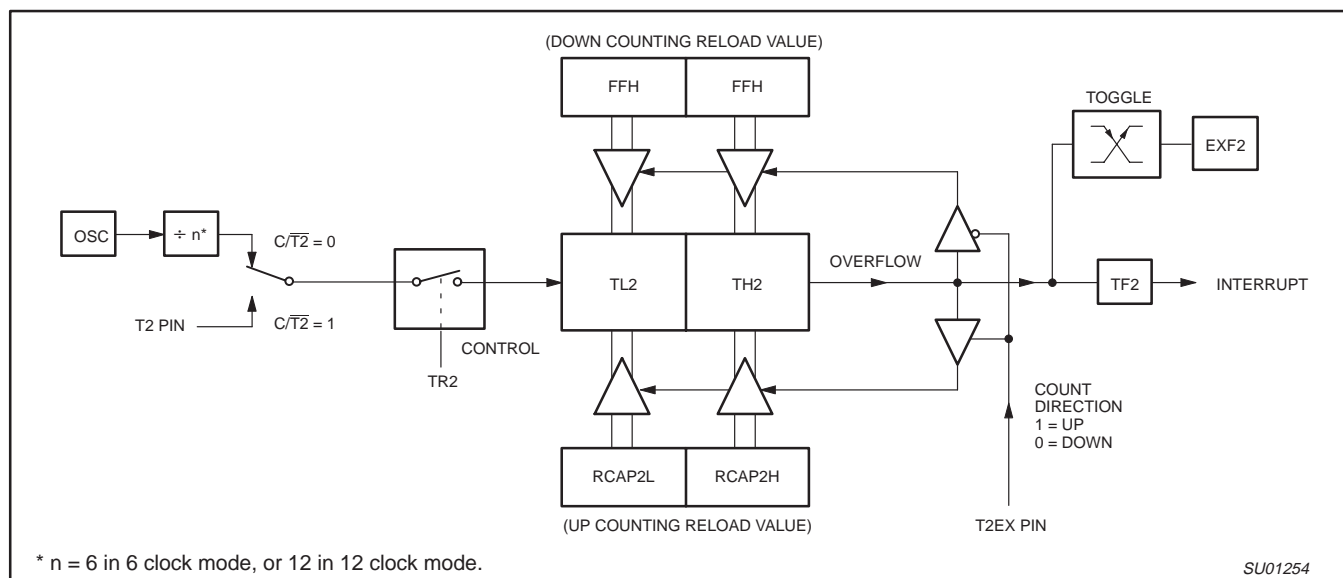 (DOWN COUNTING RELOAD VALUE)
FFH
FFH
TOGGLE
EXF2
OSC
÷ n*
C/T̅2̅ = 0
OVERFLOW
TL2
TH2
TF2
INTERRUPT
T2 PIN
C/T̅2̅ = 1
CONTROL
TR2
COUNT
DIRECTION
1 = UP
0 = DOWN
RCAP2L
RCAP2H
(UP COUNTING RELOAD VALUE)
T2EX PIN
* n = 6 in 6 clock mode, or 12 in 12 clock mode.
SU01254